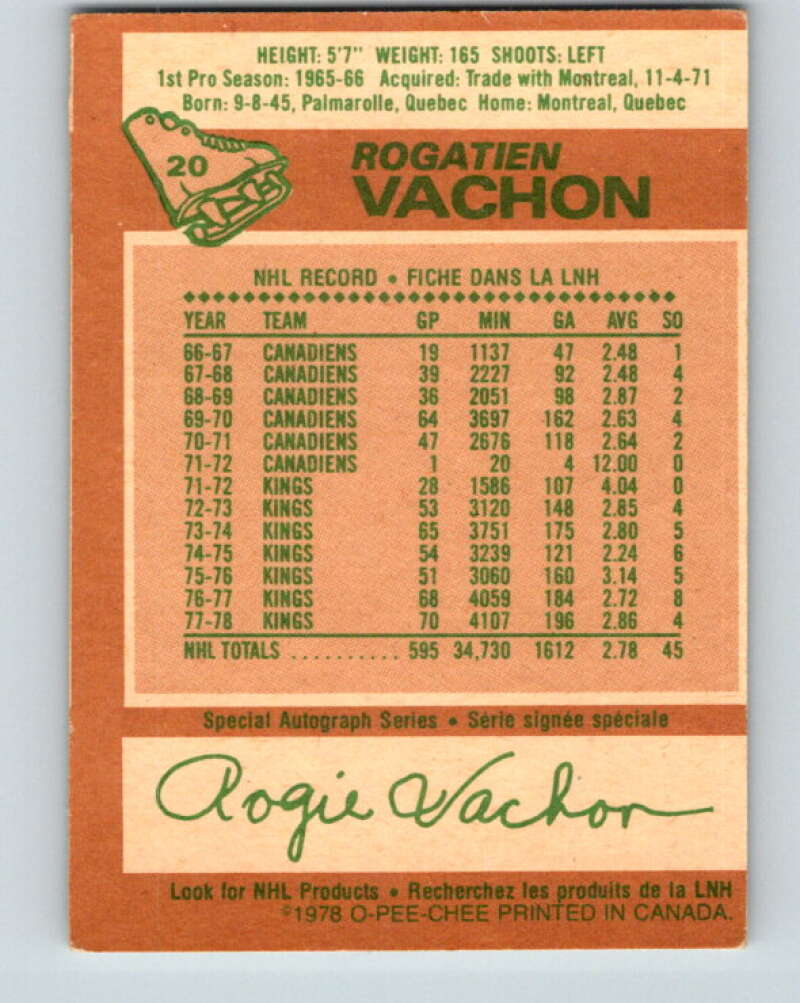 HEIGHT: 5'7" WEIGHT: 165 SHOOTS: LEFT
1st Pro Season: 1965-66 Acquired: Trade with Montreal, 11-4-71
Born: 9-8-45, Palmarolle, Quebec Home: Montreal, Quebec
20
ROGATIEN
VACHON
NHL RECORD • FICHE DANS LA LNH
YEAR TEAM GP MIN GA AVG SO
66-67 CANADIENS 19 1137 47 2.48 1
67-68 CANADIENS 39 2227 92 2.48 4
68-69 CANADIENS 36 2051 98 2.87 2
69-70 CANADIENS 64 3697 162 2.63 4
70-71 CANADIENS 47 2676 118 2.64 2
71-72 CANADIENS 1 20 4 12.00 0
71-72 KINGS 28 1586 107 4.04 0
72-73 KINGS 53 3120 148 2.85 4
73-74 KINGS 65 3751 175 2.80 5
74-75 KINGS 54 3239 121 2.24 6
75-76 KINGS 51 3060 160 3.14 5
76-77 KINGS 68 4059 184 2.72 8
77-78 KINGS 70 4107 196 2.86 4
NHL TOTALS .......... 595 34,730 1612 2.78 45
Special Autograph Series • Série signée spéciale
Rogie Vachon
Look for NHL Products • Recherchez les produits de la LNH
©1978 O-PEE-CHEE PRINTED IN CANADA.